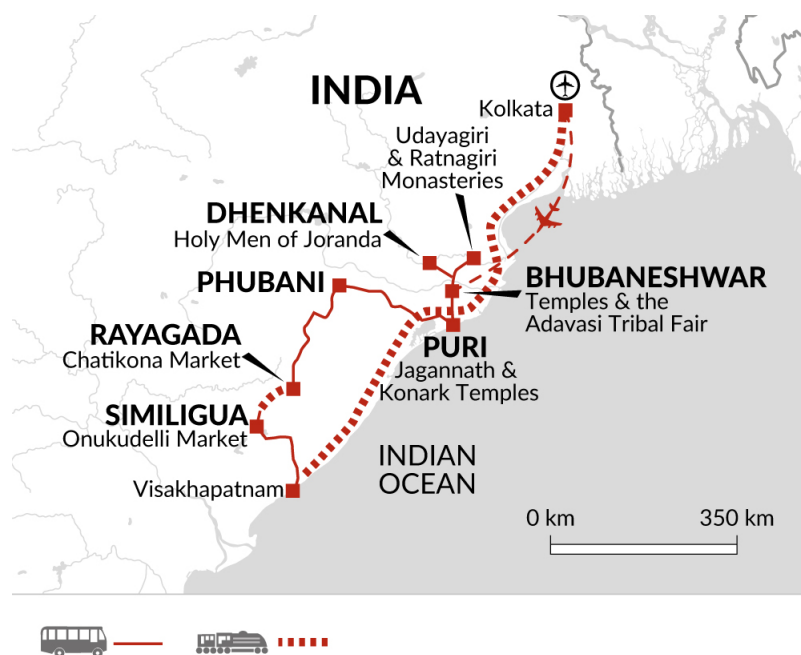 INDIA
Kolkata
Udayagiri
& Ratnagiri
Monasteries
DHENKANAL
Holy Men of Joranda
PHUBANI
BHUBANESHWAR
Temples & the
Adavasi Tribal Fair
RAYAGADA
Chatikona Market
PURI
Jagannath &
Konark Temples
SIMILIGUA
Onukudelli Market
INDIAN
OCEAN
Visakhapatnam
0 km
350 km